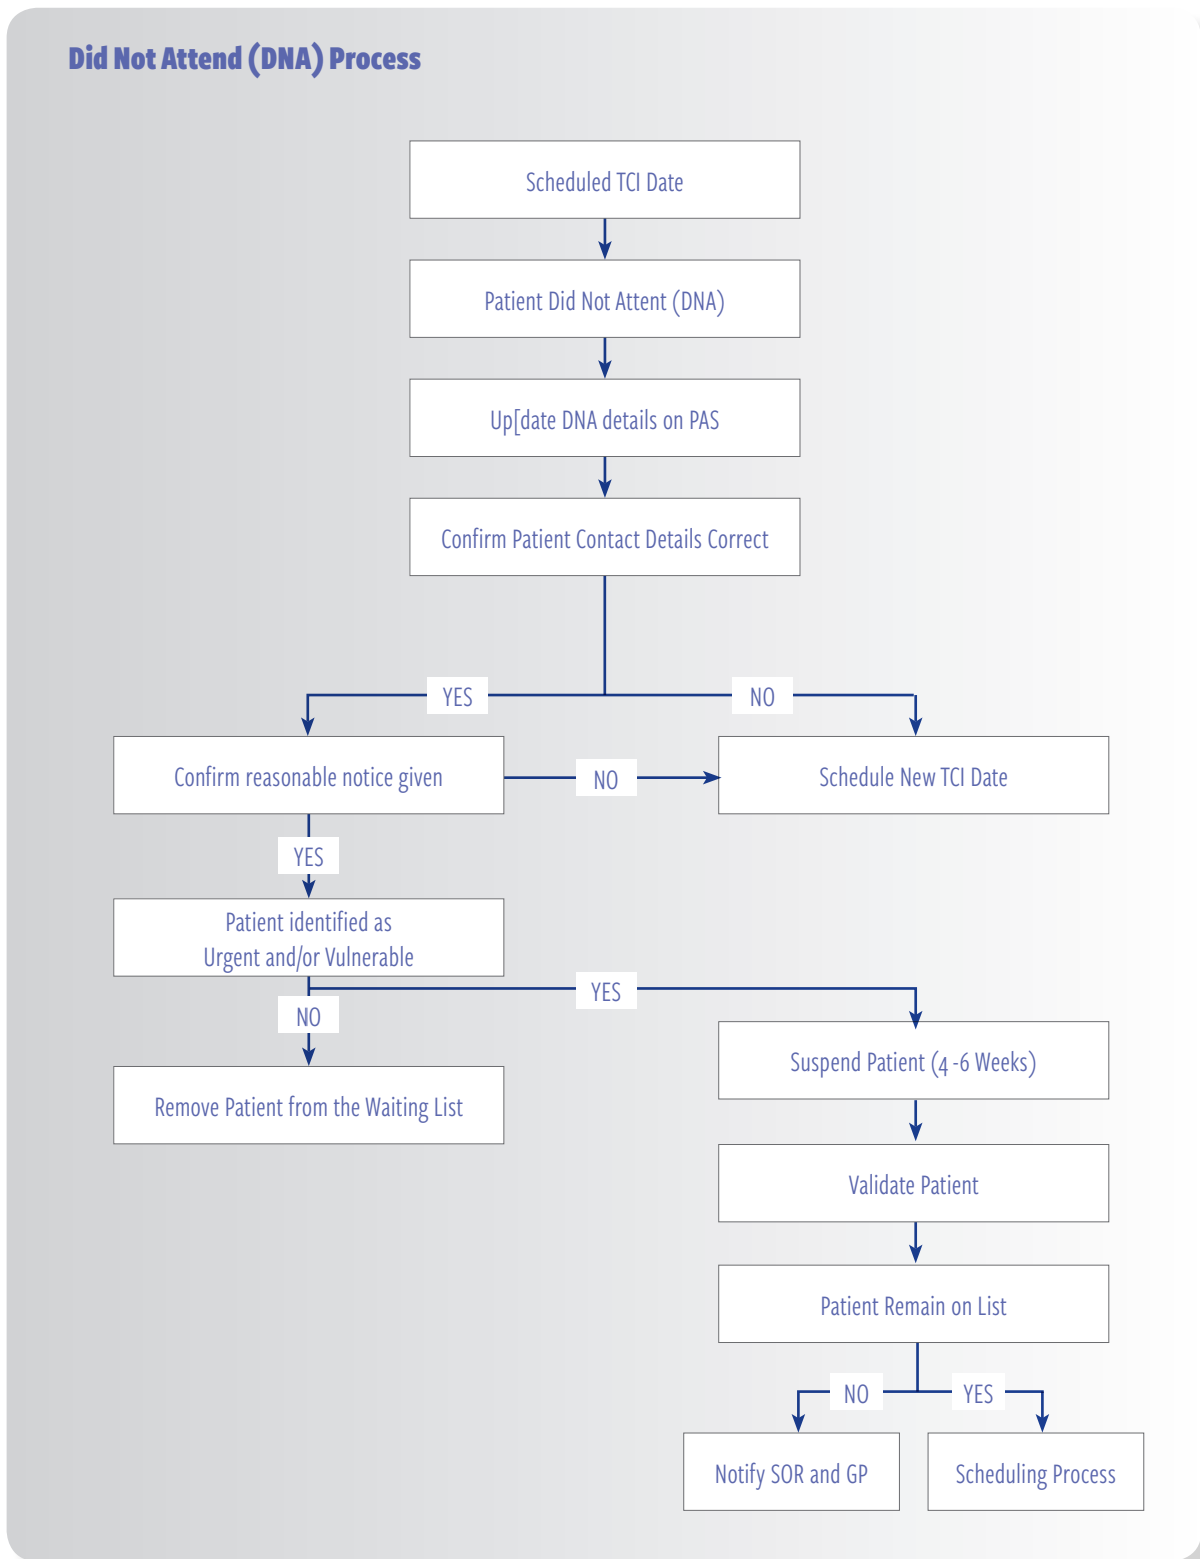 Did Not Attend (DNA) Process
Scheduled TCI Date
Patient Did Not Attent (DNA)
Up[date DNA details on PAS
Confirm Patient Contact Details Correct
YES
NO
Confirm reasonable notice given
NO
Schedule New TCI Date
YES
Patient identified as
Urgent and/or Vulnerable
YES
NO
Suspend Patient (4 -6 Weeks)
Remove Patient from the Waiting List
Validate Patient
Patient Remain on List
NO
YES
Notify SOR and GP
Scheduling Process